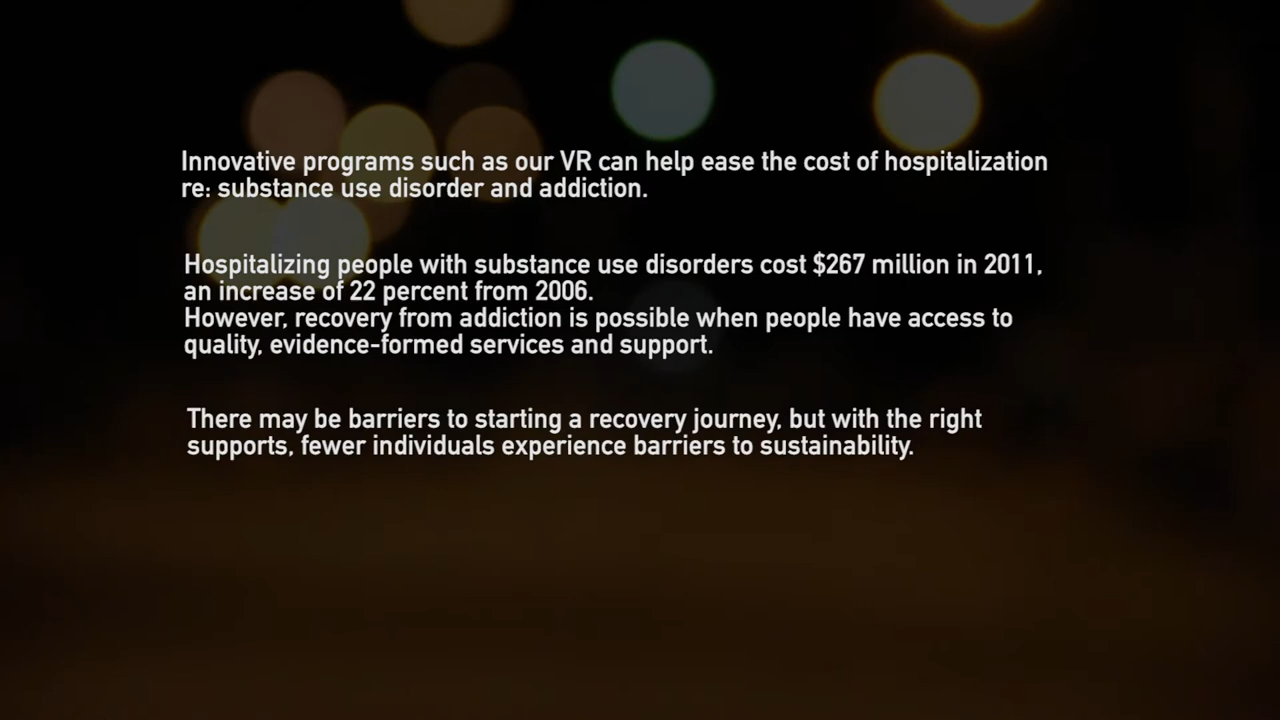 Innovative programs such as our VR can help ease the cost of hospitalization
re: substance use disorder and addiction.
Hospitalizing people with substance use disorders cost $267 million in 2011,
an increase of 22 percent from 2006.
However, recovery from addiction is possible when people have access to
quality, evidence-formed services and support.
There may be barriers to starting a recovery journey, but with the right
supports, fewer individuals experience barriers to sustainability.